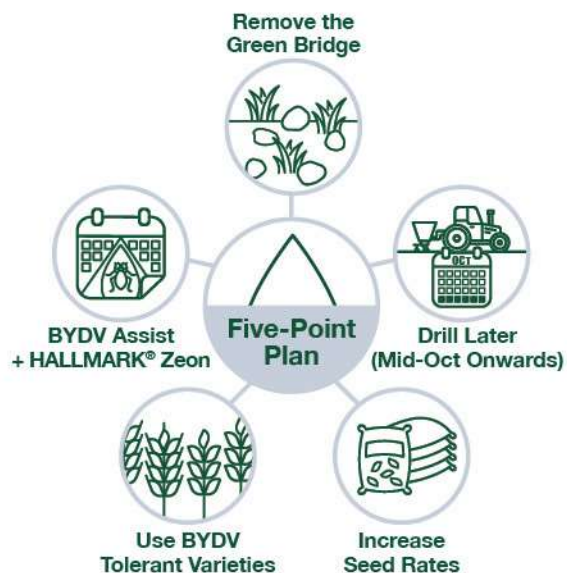 Remove the
Green Bridge
OCT
Drill Later
(Mid-Oct Onwards)
Increase
Seed Rates
Use BYDV
Tolerant Varieties
BYDV Assist
+ HALLMARK® Zeon
Five-Point
Plan